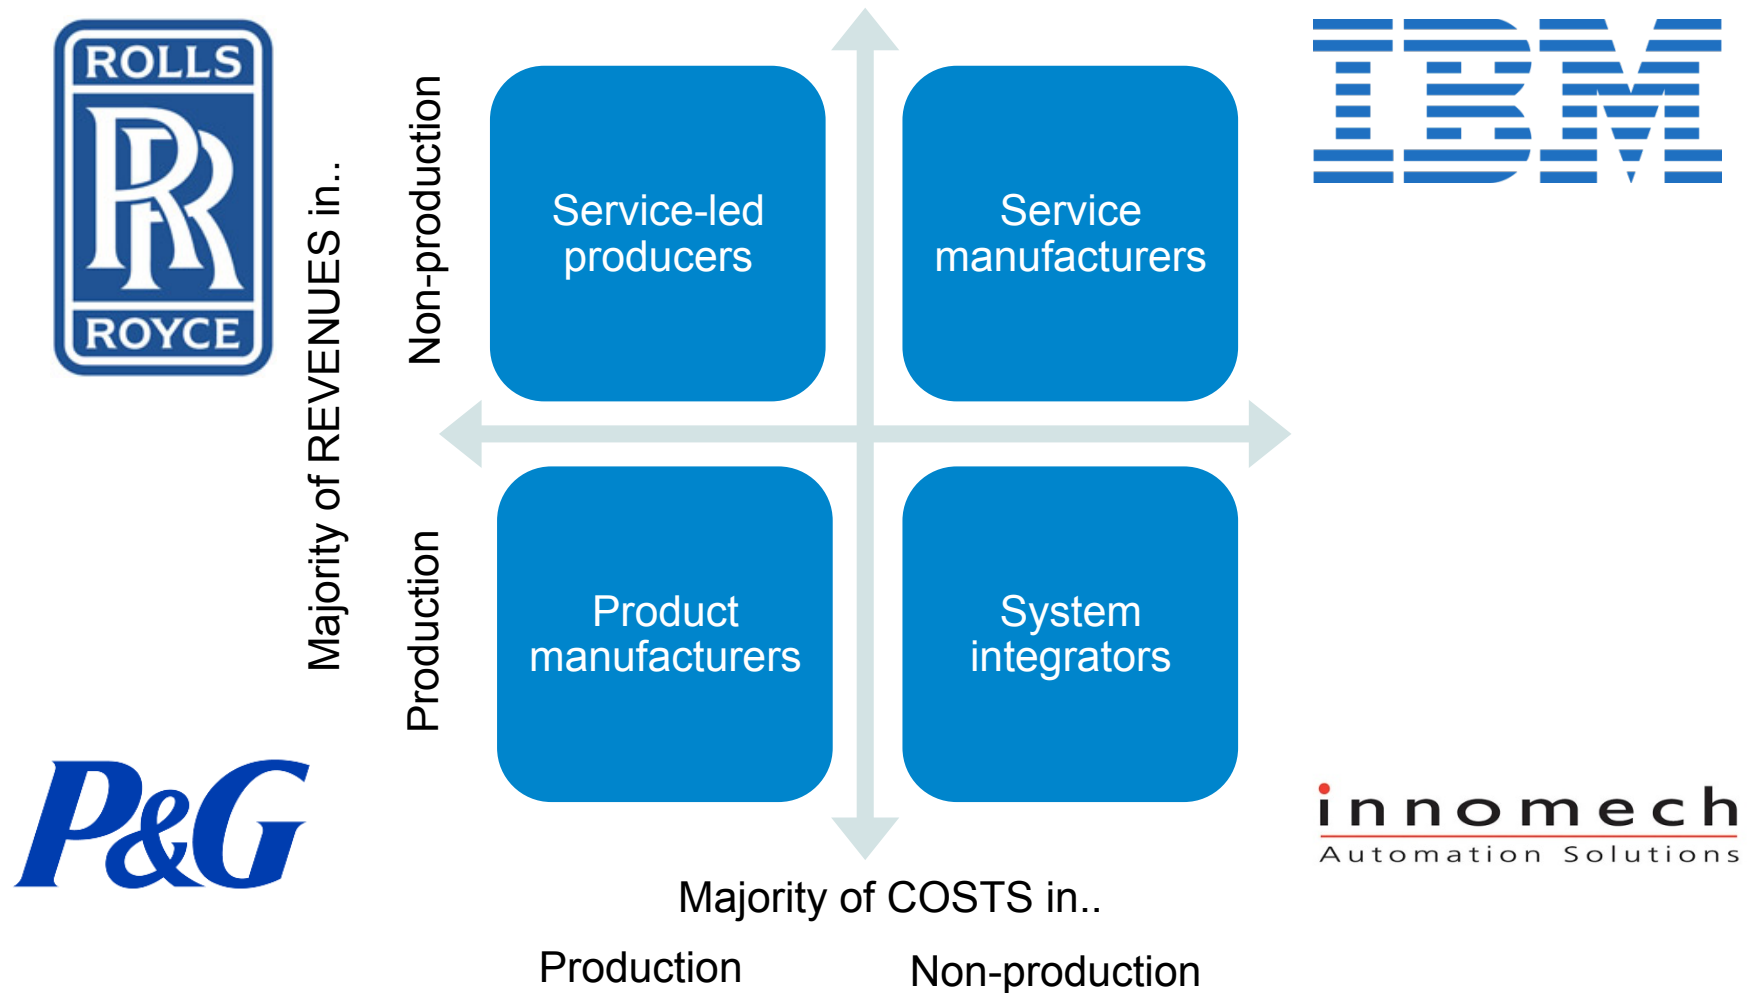 ROLLS
RR
ROYCE
IBM
Majority of REVENUES in..
Non-production
Production
Service-led
producers
Service
manufacturers
Product
manufacturers
System
integrators
P&G
innomech
Automation Solutions
Majority of COSTS in..
Production
Non-production